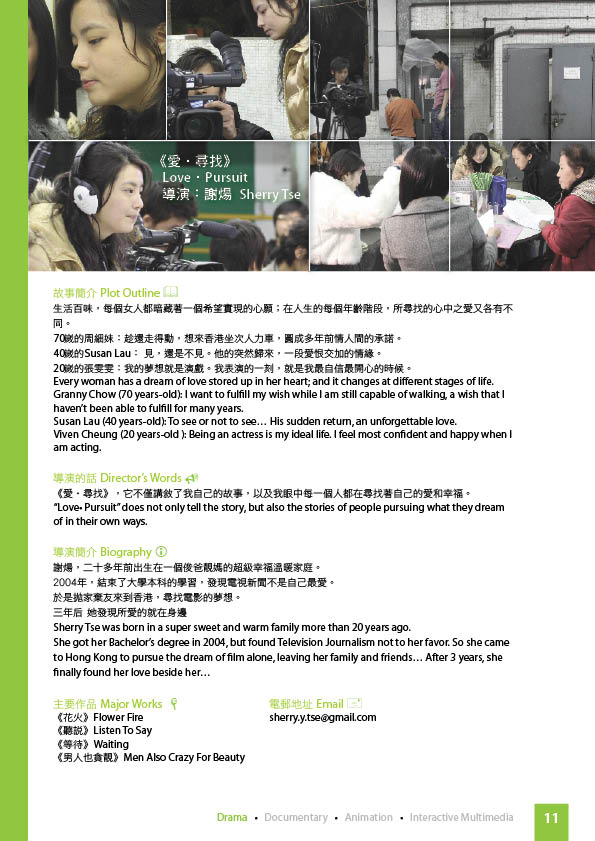 《愛·尋找》
Love·Pursuit
導演：謝煬 Sherry Tse
故事簡介 Plot Outline
生活百味，每個女人都暗藏著一個希望實現的心願；在人生的每個年齡階段，所尋找的心中之愛又各有不
同。
70歲的周細妹：趁還走得動，想來香港坐次人力車，圓成多年前情人間的承諾。
40歲的Susan Lau： 見，還是不見。他的突然歸來，一段愛恨交加的情緣。
20歲的張雯雯：我的夢想就是演戲。我表演的一刻，就是我最自信最開心的時候。
Every woman has a dream of love stored up in her heart; and it changes at different stages of life.
Granny Chow (70 years-old): I want to fulfill my wish while I am still capable of walking, a wish that I
haven't been able to fulfill for many years.
Susan Lau (40 years-old): To see or not to see… His sudden return, an unforgettable love.
Viven Cheung (20 years-old ): Being an actress is my ideal life. I feel most confident and happy when I
am acting.
導演的話 Director's Words
《愛·尋找》，它不僅講敘了我自己的故事，以及我眼中每一個人都在尋找著自己的愛和幸福。
“Love• Pursuit” does not only tell the story, but also the stories of people pursuing what they dream
of in their own ways.
導演簡介 Biography
謝煬，二十多年前出生在一個俊爸靚媽的超級幸福溫暖家庭。
2004年，結束了大學本科的學習，發現電視新聞不是自己最愛。
於是拋家棄友來到香港，尋找電影的夢想。
三年后 她發現所愛的就在身邊
Sherry Tse was born in a super sweet and warm family more than 20 years ago.
She got her Bachelor's degree in 2004, but found Television Journalism not to her favor. So she came
to Hong Kong to pursue the dream of film alone, leaving her family and friends… After 3 years, she
finally found her love beside her…
主要作品 Major Works
《花火》Flower Fire
《聽説》Listen To Say
《等待》Waiting
《男人也貪靚》Men Also Crazy For Beauty
電郵地址 Email
sherry.y.tse@gmail.com
Drama • Documentary • Animation • Interactive Multimedia
11